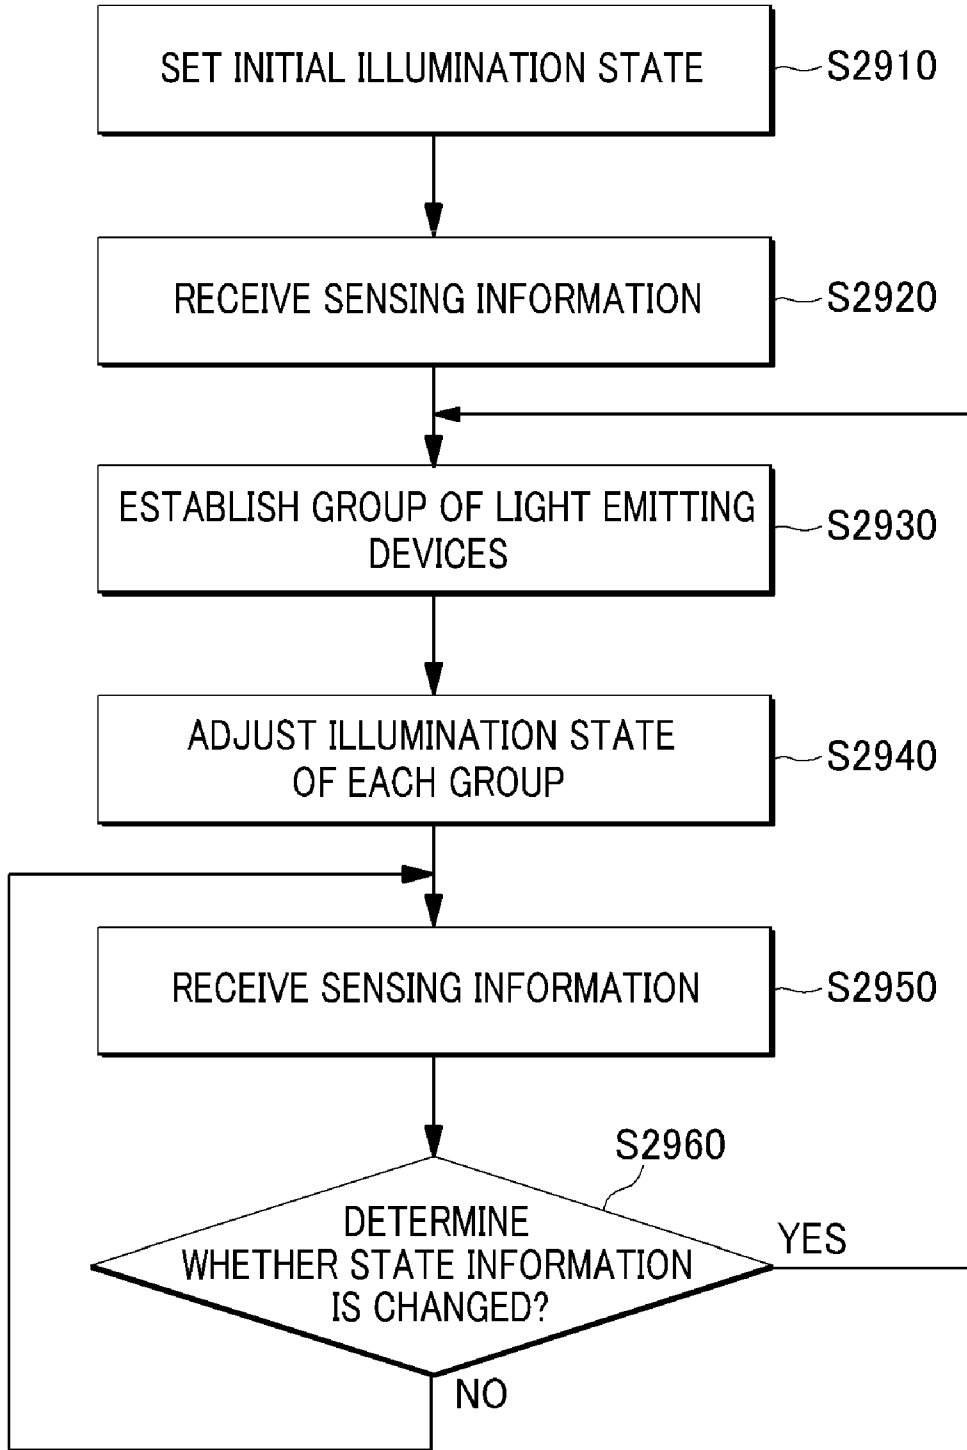 SET INITIAL ILLUMINATION STATE
S2910
RECEIVE SENSING INFORMATION
S2920
ESTABLISH GROUP OF LIGHT EMITTING
DEVICES
S2930
ADJUST ILLUMINATION STATE
OF EACH GROUP
S2940
RECEIVE SENSING INFORMATION
S2950
S2960
DETERMINE
WHETHER STATE INFORMATION
IS CHANGED?
YES
NO